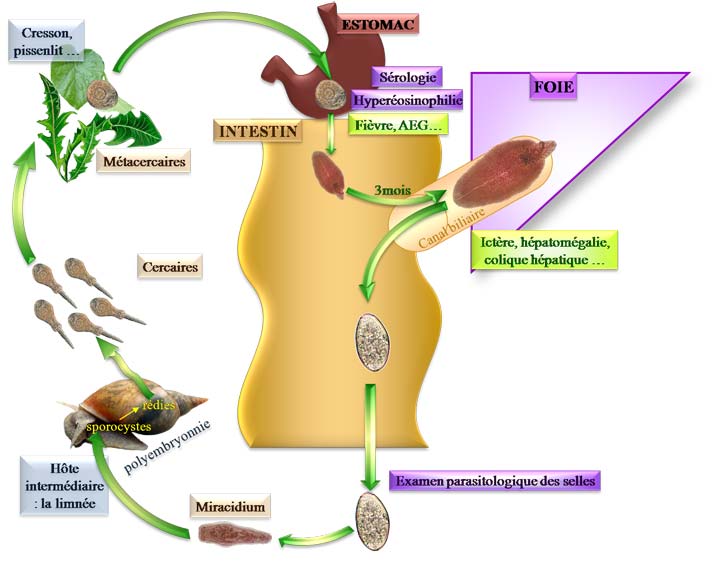 Cresson,
pissenlit ...
ESTOMAC
Sérologie
Hyperéosinophilie
FOIE
INTESTIN
Fièvre, AEG...
Métacercaires
3mois
Canal biliaire
Ictère, hépatomégalie,
colique hépatique ...
Cercaires
rédies
sporocystes
polyembryonnie
Hôte
intermédiaire
: la limnée
Examen parasitologique des selles
Miracidium